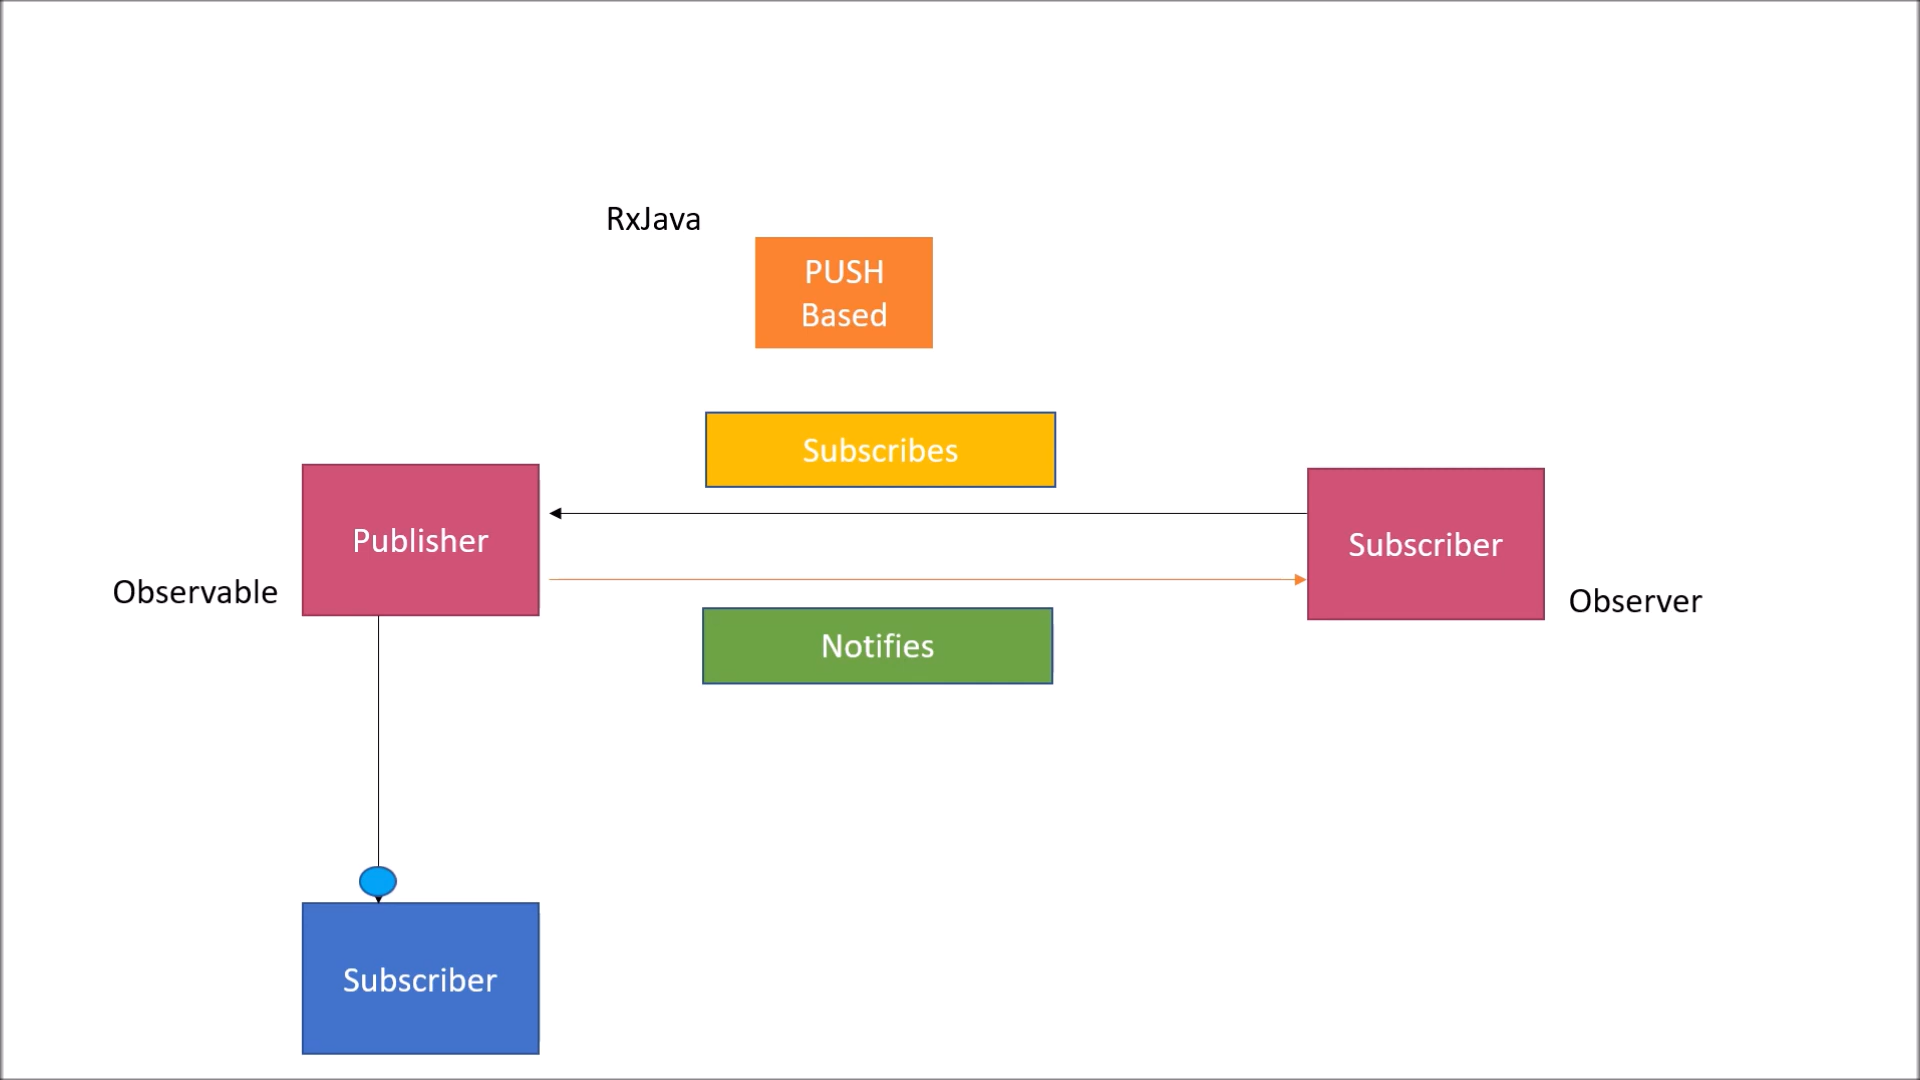 RxJava
PUSH
Based
Subscribes
Publisher
Subscriber
Observable
Observer
Notifies
Subscriber